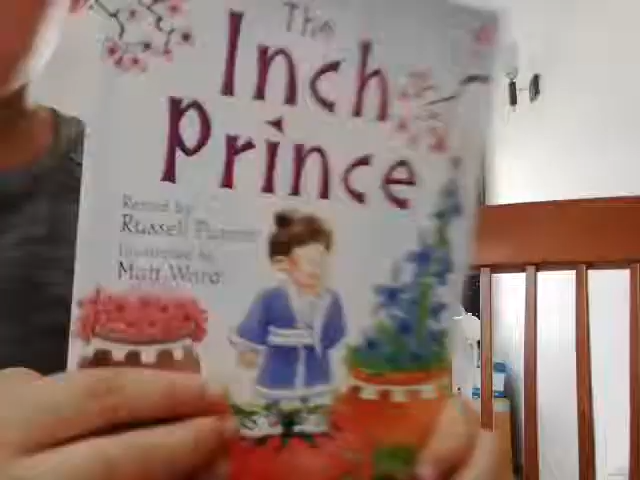 The
Inch
prince
Retold by
Russell Punter
Illustrated by
Matt Ward